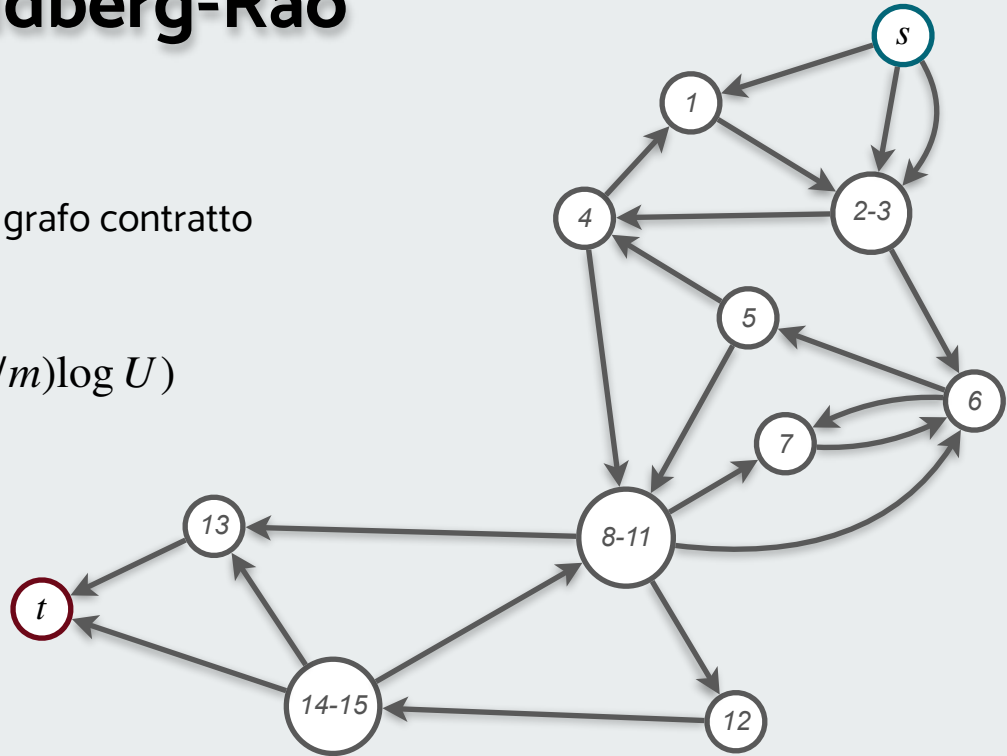 dberg-Rao
s
1
grafo contratto
4
2-3
5
/m)log U)
6
7
13
8-11
t
14-15
12